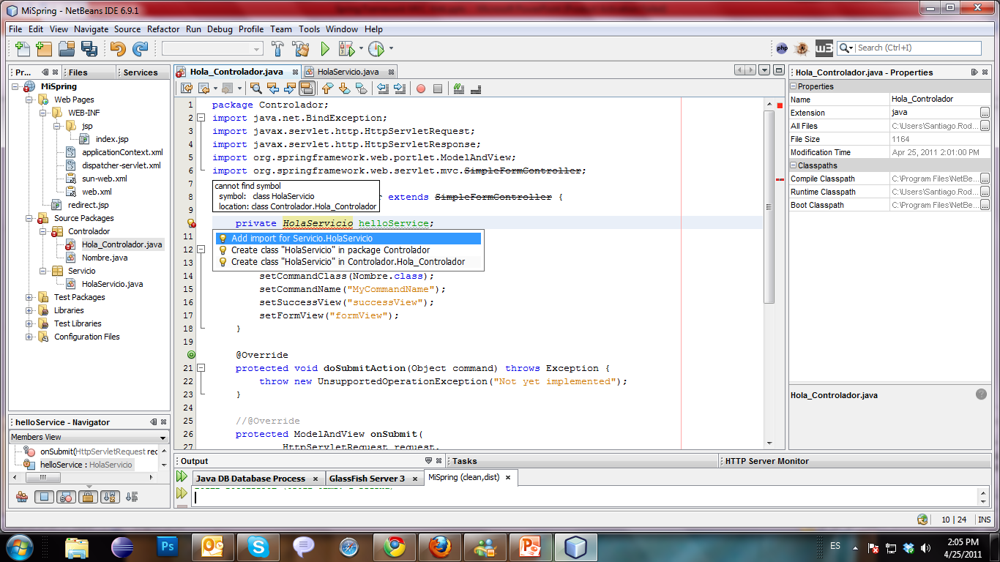 MiSpring - NetBeans IDE 6.9.1
File Edit View Navigate Source Refactor Run Debug Profile Team Tools Window Help
php
w3
Search (Ctrl+I)
Pr...
Files
Services
MiSpring
Web Pages
WEB-INF
jsp
index.jsp
applicationContext.xml
dispatcher-servlet.xml
sun-web.xml
web.xml
redirect.jsp
Source Packages
Controlador
Hola_Controlador.java
Nombre.java
Servicio
HolaServicio.java
Test Packages
Libraries
Test Libraries
Configuration Files
helloService - Navigator
Members View
onSubmit(HttpServletRequest rec
helloService : HolaServicio
Hola_Controlador.java
HolaServicio.java
1 package Controlador;
2 import java.net.BindException;
3 import javax.servlet.http.HttpServletRequest;
4 import javax.servlet.http.HttpServletResponse;
5 import org.springframework.web.portlet.ModelAndView;
6 import org.springframework.web.servlet.mvc.SimpleFormController;
7
cannot find symbol
symbol: class HolaServicio
location: class Controlador.Hola_Controlador
8 r extends SimpleFormController {
9
private HolaServicio helloService;
11
Add import for Servicio.HolaServicio
12
Create class "HolaServicio" in package Controlador
13
Create class "HolaServicio" in Controlador.Hola_Controlador
14 setCommandClass(Nombre.class);
15 setCommandName("MyCommandName");
16 setSuccessView("successView");
17 setFormView("formView");
18 }
19
@Override
21 protected void doSubmitAction(Object command) throws Exception {
22 throw new UnsupportedOperationException("Not yet implemented");
23 }
24
25 //@Override
26 protected ModelAndView onSubmit(
27 HttpServletRequest request,
Hola_Controlador.java - Properties
Properties
Name Hola_Controlador
Extension java
All Files C:\Users\Santiago.Rod...
File Size 1164
Modification Time Apr 25, 2011 2:01:00 PM
Classpaths
Compile Classpath C:\Program Files\NetBe...
Runtime Classpath C:\Program Files\NetBe...
Boot Classpath C:\Program Files\NetBe...
Hola_Controlador.java
Output
Tasks
HTTP Server Monitor
Java DB Database Process
GlassFish Server 3
MiSpring (clean,dist)
10 | 24 INS
Ps
ES
2:05 PM
4/25/2011